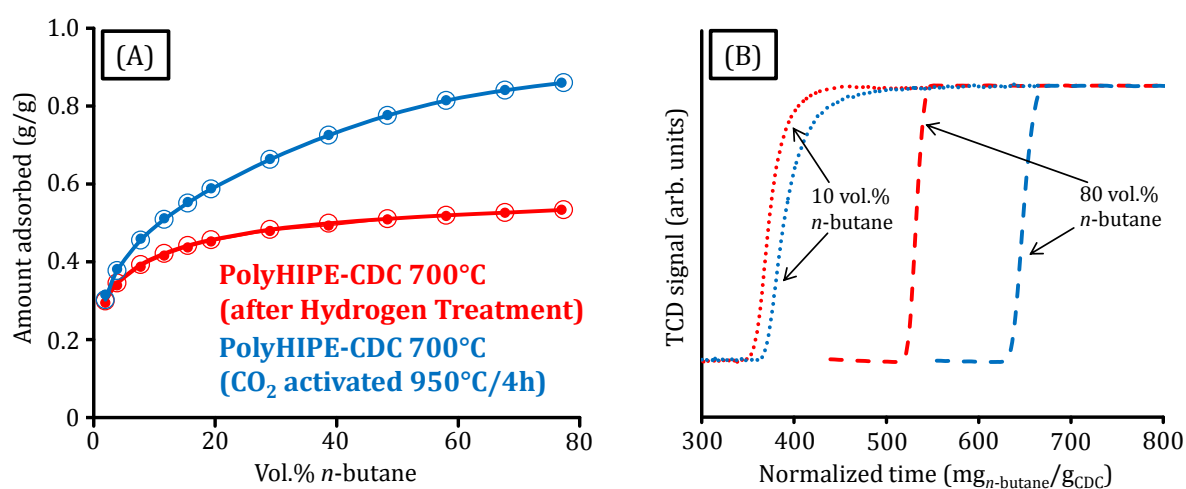 (A)
1.0
0.8
0.6
0.4
0.2
0
Amount adsorbed (g/g)
PolyHIPE-CDC 700°C
(after Hydrogen Treatment)
PolyHIPE-CDC 700°C
(CO₂ activated 950°C/4h)
0
20
40
60
80
Vol.% n-butane
(B)
TCD signal (arb. units)
10 vol.%
n-butane
80 vol.%
n-butane
300
400
500
600
700
800
Normalized time (mgₙ₋butane/gCDC)